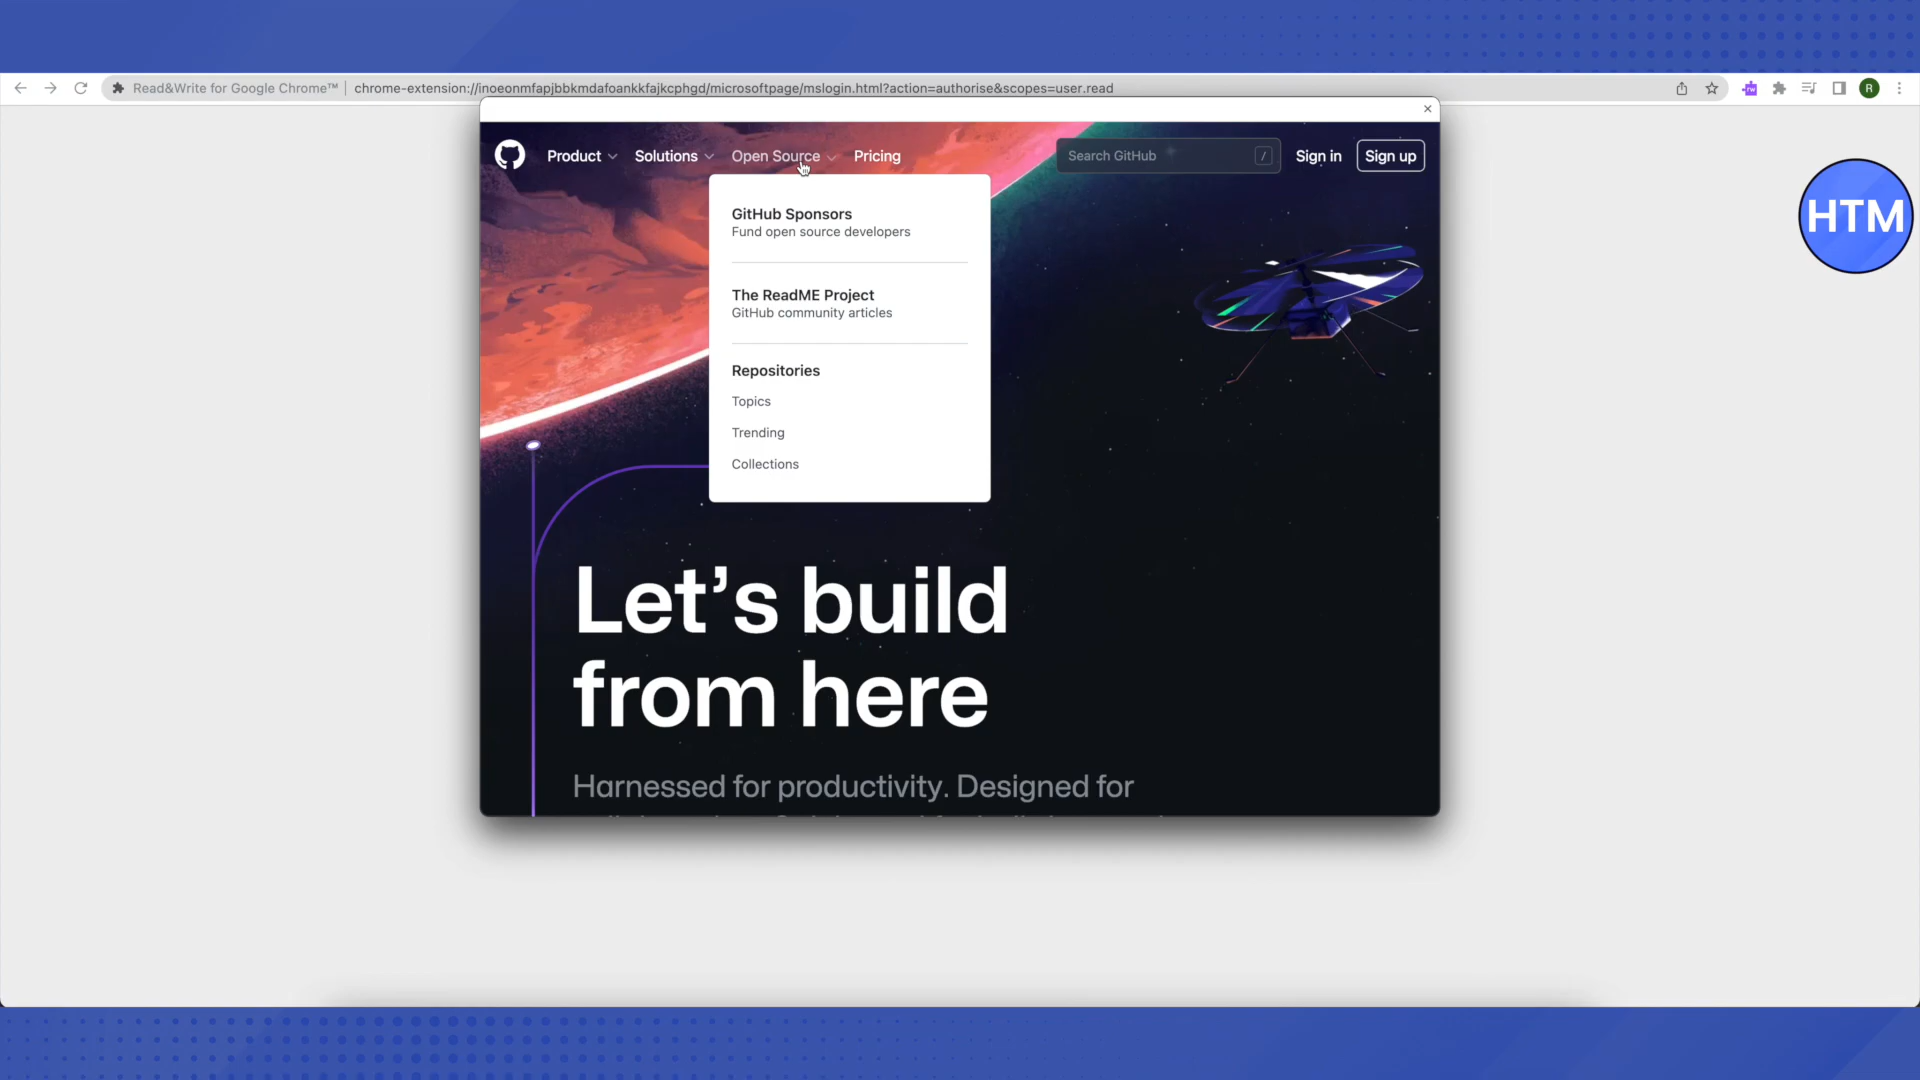 Read&Write for Google Chrome™ | chrome-extension://inoeonmfapjbbkmdafoankkfajkcphgd/microsoftpage/mslogin.html?action=authorise&scopes=user.read
R
Product Solutions Open Source Pricing Search GitHub / Sign in Sign up
HTM
GitHub Sponsors
Fund open source developers
The ReadME Project
GitHub community articles
Repositories
Topics
Trending
Collections
Let’s build
from here
Harnessed for productivity. Designed for